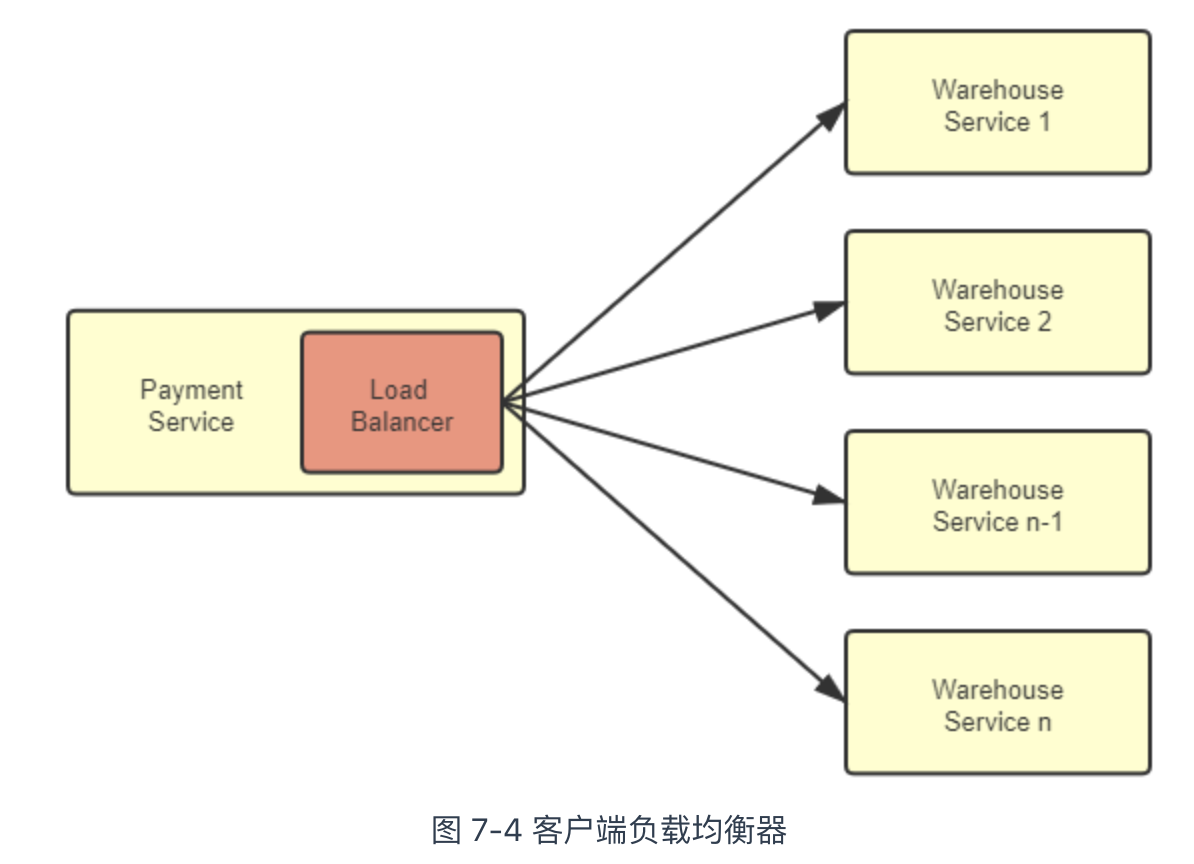 Warehouse
Service 1
Warehouse
Service 2
Payment
Service
Load
Balancer
Warehouse
Service n-1
Warehouse
Service n
图 7-4 客户端负载均衡器